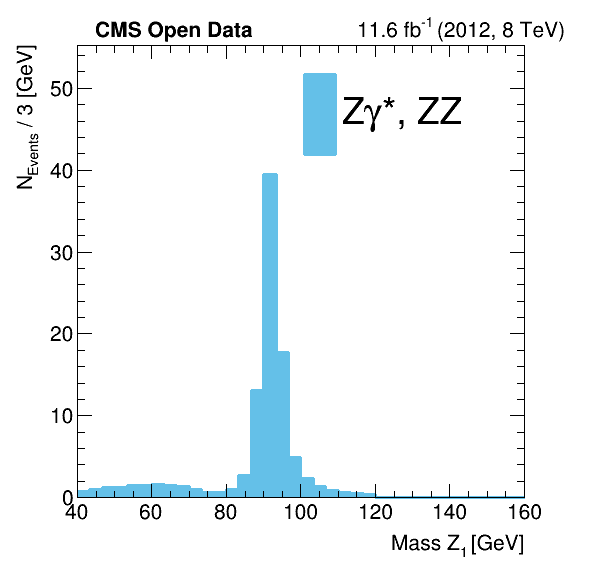 CMS Open Data 11.6 fb⁻¹ (2012, 8 TeV)
N_Events / 3 [GeV]
Zγ*, ZZ
50
40
30
20
10
0
40 60 80 100 120 140 160
Mass Z₁ [GeV]